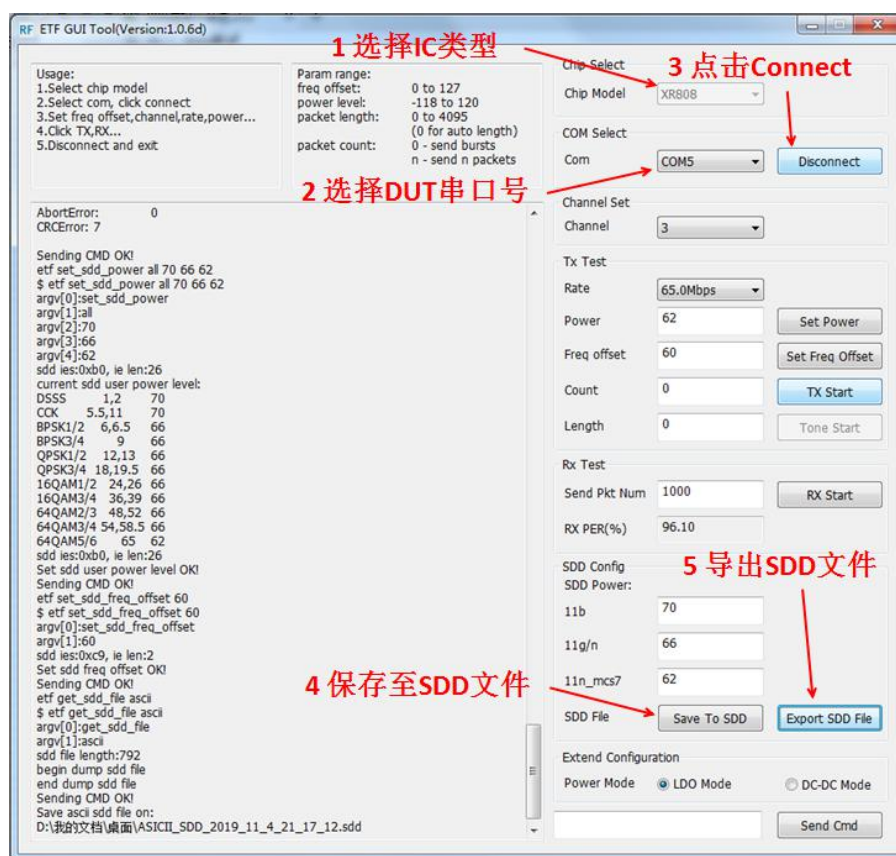 RF ETF GUI Tool(Version:1.0.6d)
1 选择IC类型
3 点击Connect
Usage:
1.Select chip model
2.Select com, click connect
3.Set freq offset,channel,rate,power...
4.Click TX,RX...
5.Disconnect and exit
Param range:
freq offset: 0 to 127
power level: -118 to 120
packet length: 0 to 4095
(0 for auto length)
packet count: 0 - send bursts
n - send n packets
Chip Select
Chip Model XR808
COM Select
Com COM5 Disconnect
2 选择DUT串口号
Channel Set
Channel 3
Tx Test
Rate 65.0Mbps
Power 62 Set Power
Freq offset 60 Set Freq Offset
Count 0 TX Start
Length 0 Tone Start
Rx Test
Send Pkt Num 1000 RX Start
RX PER(%) 96.10
SDD Config
5 导出SDD文件
SDD Power:
11b 70
11g/n 66
11n_mcs7 62
4 保存至SDD文件
SDD File Save To SDD Export SDD File
Extend Configuration
Power Mode LDO Mode DC-DC Mode
Send Cmd
AbortError: 0
CRCError: 7
Sending CMD OK!
etf set_sdd_power all 70 66 62
$ etf set_sdd_power all 70 66 62
argv[0]:set_sdd_power
argv[1]:all
argv[2]:70
argv[3]:66
argv[4]:62
sdd ies:0xb0, ie len:26
current sdd user power level:
DSSS 1,2 70
CCK 5.5,11 70
BPSK1/2 6,6.5 66
BPSK3/4 9 66
QPSK1/2 12,13 66
QPSK3/4 18,19.5 66
16QAM1/2 24,26 66
16QAM3/4 36,39 66
64QAM2/3 48,52 66
64QAM3/4 54,58.5 66
64QAM5/6 65 62
sdd ies:0xb0, ie len:26
Set sdd user power level OK!
Sending CMD OK!
etf set_sdd_freq_offset 60
$ etf set_sdd_freq_offset 60
argv[0]:set_sdd_freq_offset
argv[1]:60
sdd ies:0xc9, ie len:2
Set sdd freq offset OK!
Sending CMD OK!
etf get_sdd_file ascii
$ etf get_sdd_file ascii
argv[0]:get_sdd_file
argv[1]:ascii
sdd file length:792
begin dump sdd file
end dump sdd file
Sending CMD OK!
Save ascii sdd file on:
D:\我的文档\桌面\ASICII_SDD_2019_11_4_21_17_12.sdd